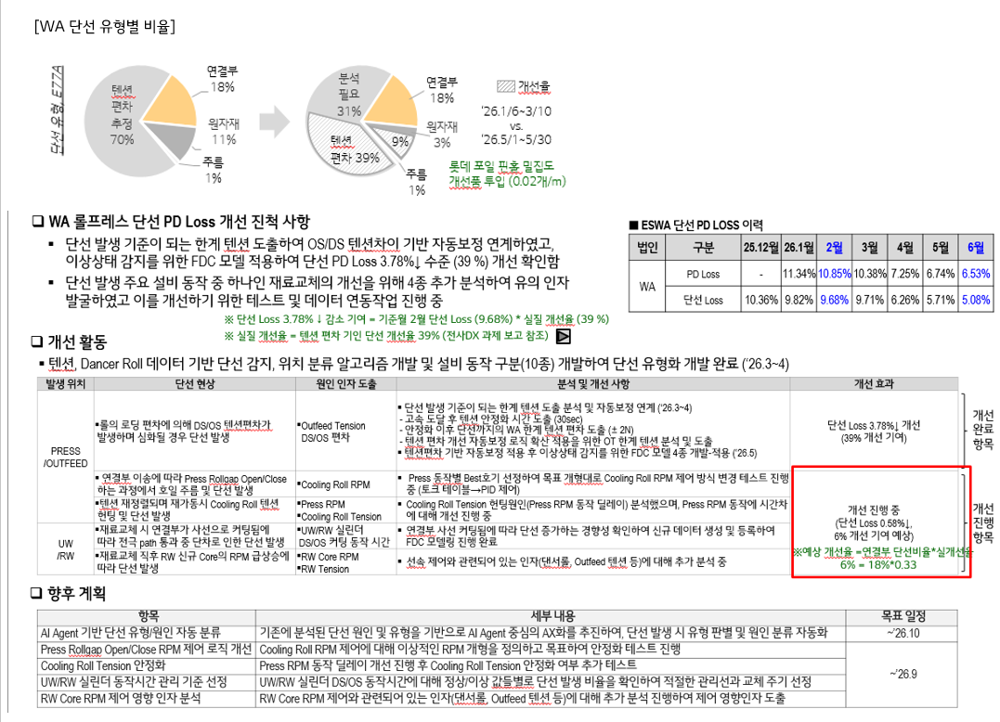 [WA 단선 유형별 비율]
단선 유형, E77A
텐션
편차
추정
70%
연결부
18%
원자재
11%
주름
1%
분석
필요
31%
연결부
18%
원자재
3%
9%
텐션
편차 39%
주름
1%
개선율
'26.1/6~3/10
vs.
'26.5/1~5/30
롯데 포일 핀홀 밀집도
개선품 투입 (0.02개/m)
❑ WA 롤프레스 단선 PD Loss 개선 진척 사항
▪ 단선 발생 기준이 되는 한계 텐션 도출하여 OS/DS 텐션차이 기반 자동보정 연계하였고,
이상상태 감지를 위한 FDC 모델 적용하여 단선 PD Loss 3.78%↓ 수준 (39 %) 개선 확인함
▪ 단선 발생 주요 설비 동작 중 하나인 재료교체의 개선을 위해 4종 추가 분석하여 유의 인자
발굴하였고 이를 개선하기 위한 테스트 및 데이터 연동작업 진행 중
※ 단선 Loss 3.78% ↓ 감소 기여 = 기준월 2월 단선 Loss (9.68%) * 실질 개선율 (39 %)
※ 실질 개선율 = 텐션 편차 기인 단선 개선율 39% (전사DX 과제 보고 참조)
■ ESWA 단선 PD LOSS 이력
법인 구분 25.12월 26.1월 2월 3월 4월 5월 6월
WA PD Loss - 11.34% 10.85% 10.38% 7.25% 6.74% 6.53%
단선 Loss 10.36% 9.82% 9.68% 9.71% 6.26% 5.71% 5.08%
❑ 개선 활동
▪ 텐션, Dancer Roll 데이터 기반 단선 감지, 위치 분류 알고리즘 개발 및 설비 동작 구분(10종) 개발하여 단선 유형화 개발 완료 ('26.3~4)
발생 위치 단선 현상 원인 인자 도출 분석 및 개선 사항 개선 효과
PRESS
/OUTFEED
▪롤의 로딩 편차에 의해 DS/OS 텐션편차가
발생하며 심화될 경우 단선 발생
▪Outfeed Tension
DS/OS 편차
▪ 단선 발생 기준이 되는 한계 텐션 도출 분석 및 자동보정 연계 ('26.3~4)
- 고속 도달 후 텐션 안정화 시간 도출 (30sec)
- 안정화 이후 단선까지의 WA 한계 텐션 편차 도출 (± 2N)
- 텐션 편차 개선 자동보정 로직 확산 적용을 위한 OT 한계 텐션 분석 및 도출
▪ 텐션편차 기반 자동보정 적용 후 이상상태 감지를 위한 FDC 모델 4종 개발-적용 ('26.5)
단선 Loss 3.78%↓ 개선
(39% 개선 기여)
개선
완료
항목
▪ 연결부 이송에 따라 Press Rollgap Open/Close
하는 과정에서 호일 주름 및 단선 발생
▪Cooling Roll RPM
▪ Press 동작별 Best호기 선정하여 목표 개형대로 Cooling Roll RPM 제어 방식 변경 테스트 진행
중 (토크 테이블→PID 제어)
▪텐션 재정렬되며 재가동시 Cooling Roll 텐션
헌팅 및 단선 발생
▪Press RPM
▪Cooling Roll Tension
▪ Cooling Roll Tension 헌팅원인(Press RPM 동작 딜레이) 분석했으며, Press RPM 동작에 시간차
에 대해 개선 진행 중
UW
/RW
▪재료교체 시 연결부가 사선으로 커팅됨에
따라 전극 path 통과 중 단차로 인한 단선 발생
▪UW/RW 실린더
DS/OS 커팅 동작 시간
▪ 연결부 사선 커팅됨에 따라 단선 증가하는 경향성 확인하여 신규 데이터 생성 및 등록하여
FDC 모델링 진행 완료
▪재료교체 직후 RW 신규 Core의 RPM 급상승에
따라 단선 발생
▪RW Core RPM
▪RW Tension
▪ 선속 제어와 관련되어 있는 인자(댄서롤, Outfeed 텐션 등)에 대해 추가 분석 중
개선 진행 중
(단선 Loss 0.58%↓,
6% 개선 기여 예상)
※예상 개선율 =연결부 단선비율*실개선율
6% = 18%*0.33
개선
진행
항목
❑ 향후 계획
항목 세부 내용 목표 일정
AI Agent 기반 단선 유형/원인 자동 분류 기존에 분석된 단선 원인 및 유형을 기반으로 AI Agent 중심의 AX화를 추진하여, 단선 발생 시 유형 판별 및 원인 분류 자동화 ~'26.10
Press Rollgap Open/Close RPM 제어 로직 개선 Cooling Roll RPM 제어에 대해 이상적인 RPM 개형을 정의하고 목표하여 안정화 테스트 진행
Cooling Roll Tension 안정화 Press RPM 동작 딜레이 개선 진행 후 Cooling Roll Tension 안정화 여부 추가 테스트
~'26.9
UW/RW 실린더 동작시간 관리 기준 선정 UW/RW 실린더 DS/OS 동작시간에 대해 정상/이상 값들별로 단선 발생 비율을 확인하여 적절한 관리선과 교체 주기 선정
RW Core RPM 제어 영향 인자 분석 RW Core RPM 제어와 관련되어 있는 인자(댄서롤, Outfeed 텐션 등)에 대해 추가 분석 진행하여 제어 영향인자 도출